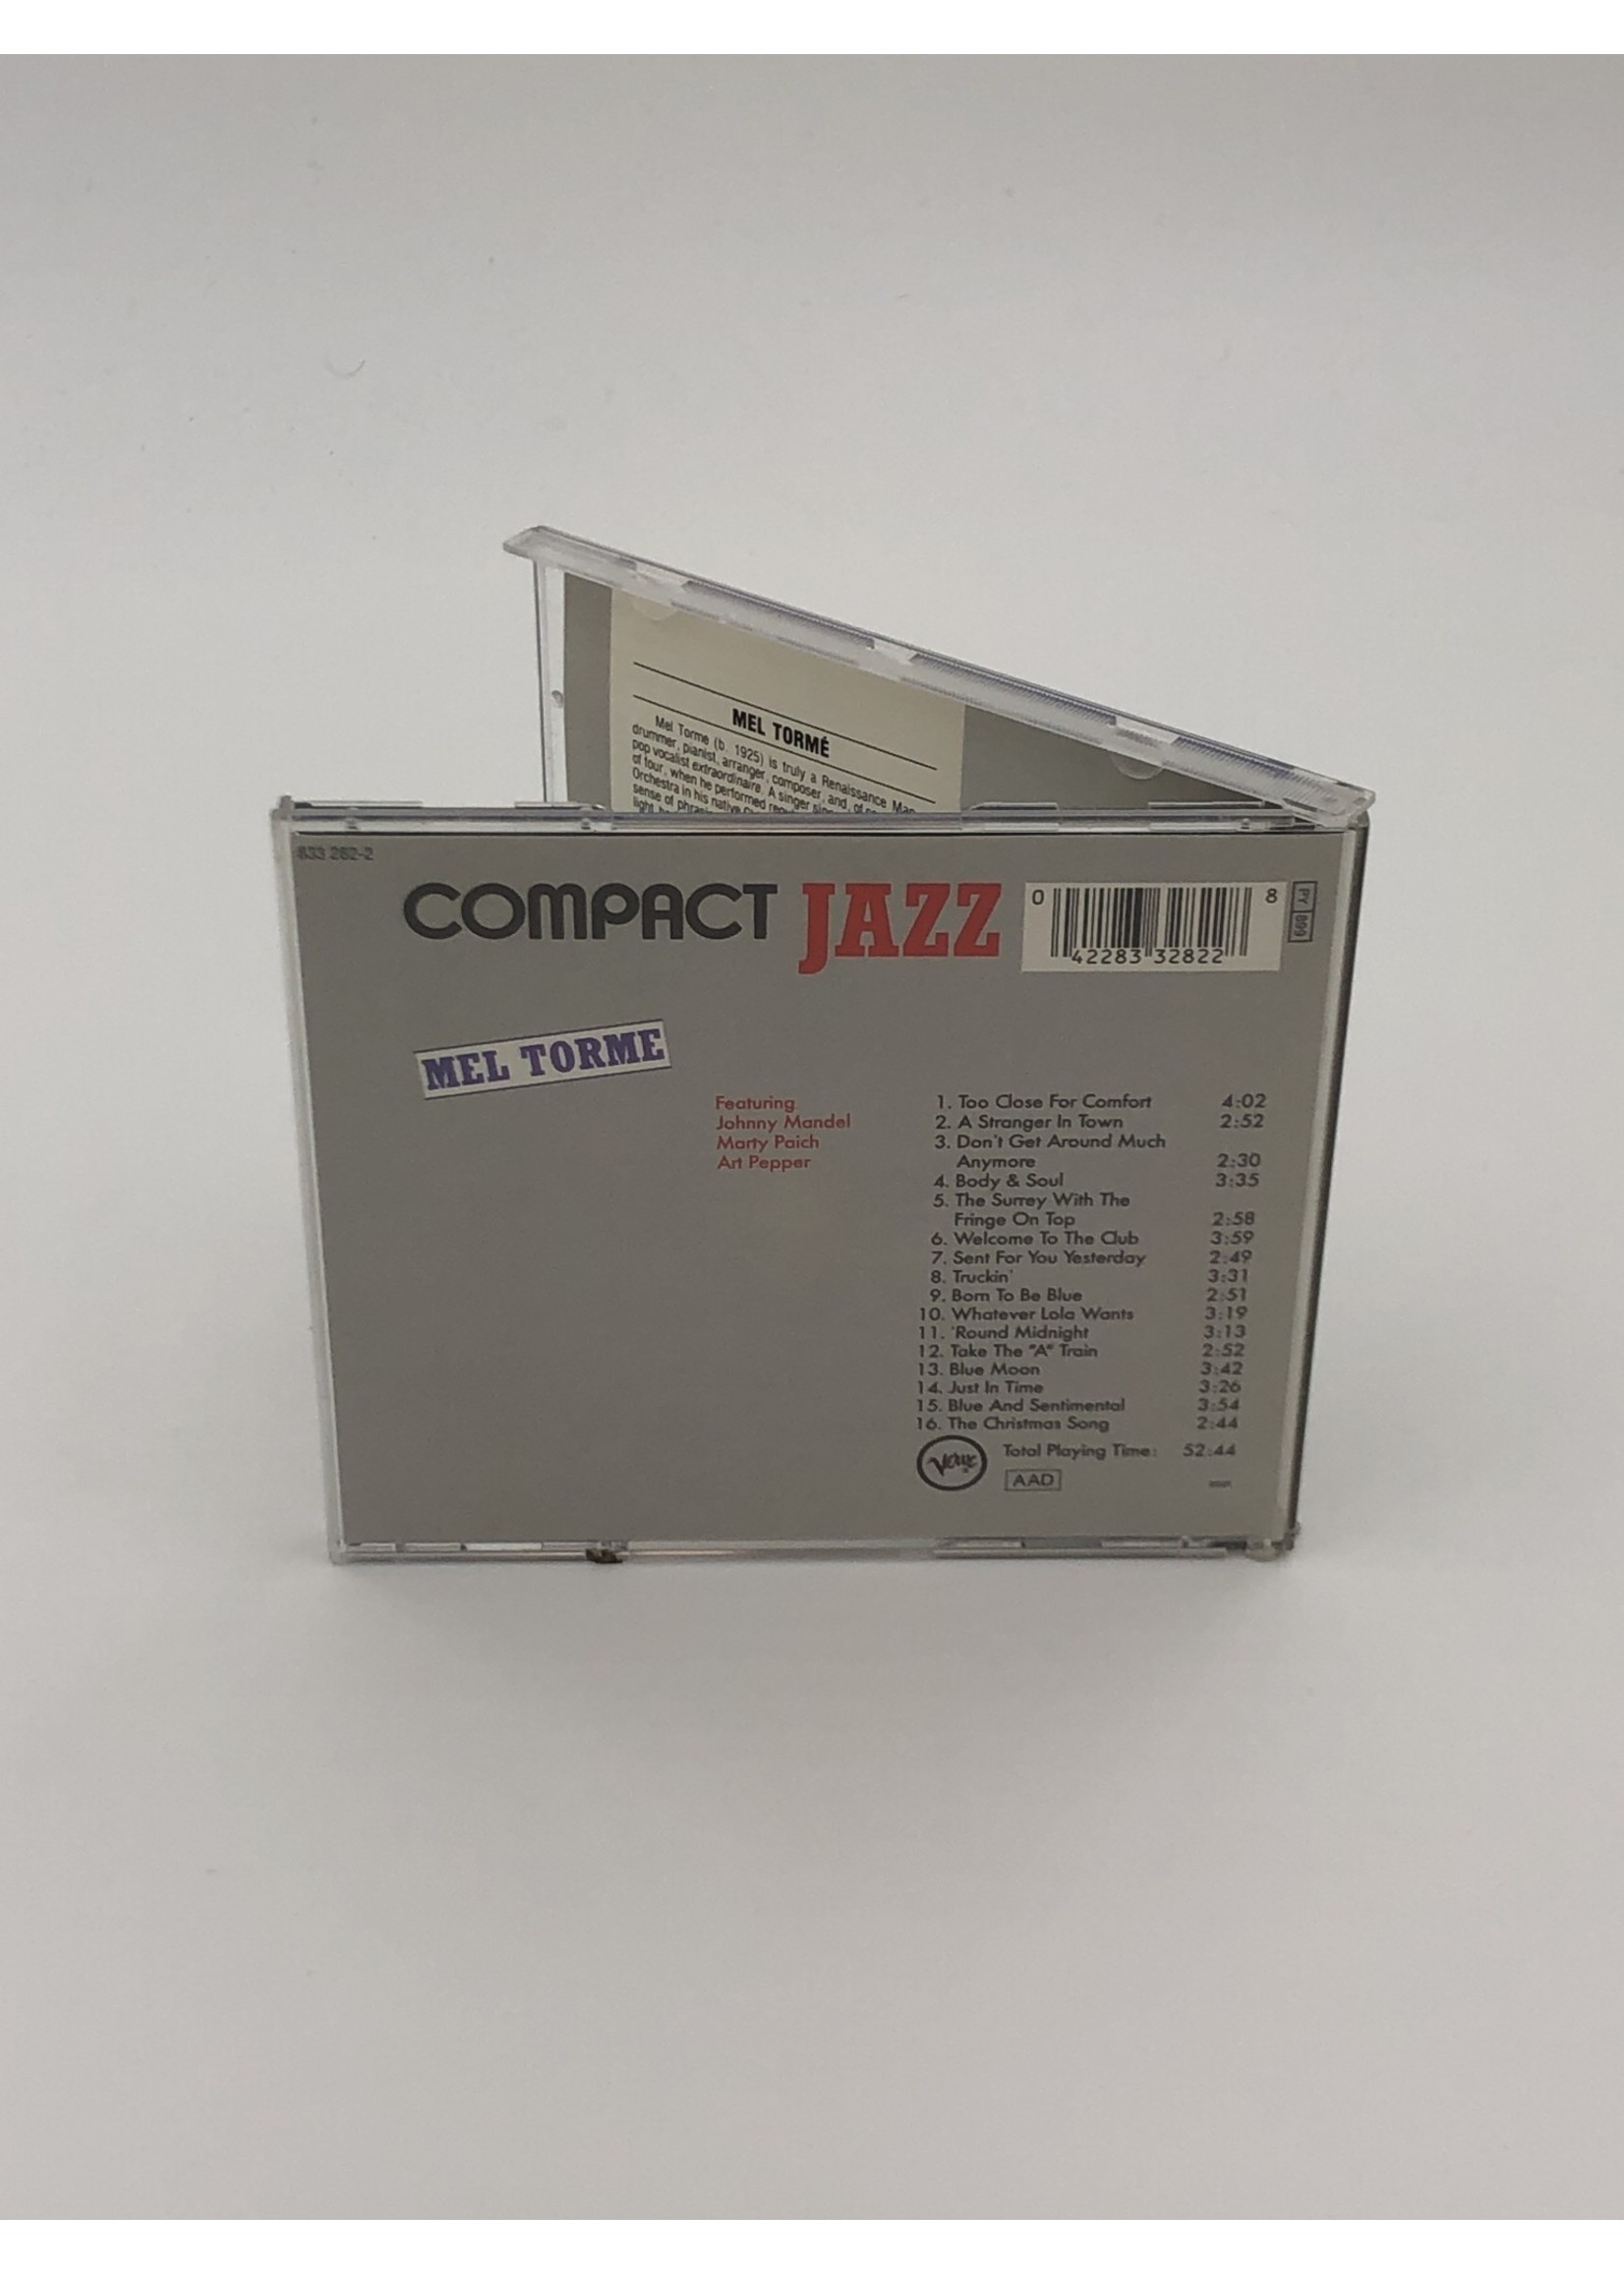 MEL TORMÉ
Mel Torme (b. 1925) is truly a Renaissance Man
drummer, pianist, arranger, composer, and, of
pop vocalist extraordinaire. A singer
of four, when he performed
Orchestra in his native
sense of
light
833 282-2
COMPACT JAZZ
0 42283 32822 8
PY 899
MEL TORME
Featuring
Johnny Mandel
Marty Paich
Art Pepper
1. Too Close For Comfort 4:02
2. A Stranger In Town 2:52
3. Don't Get Around Much
Anymore 2:30
4. Body & Soul 3:35
5. The Surrey With The
Fringe On Top 2:58
6. Welcome To The Club 3:59
7. Sent For You Yesterday 2:49
8. Truckin' 3:31
9. Born To Be Blue 2:51
10. Whatever Lola Wants 3:19
11. 'Round Midnight 3:13
12. Take The "A" Train 2:52
13. Blue Moon 3:42
14. Just In Time 3:26
15. Blue And Sentimental 3:54
16. The Christmas Song 2:44
Verve Total Playing Time: 52:44
AAD